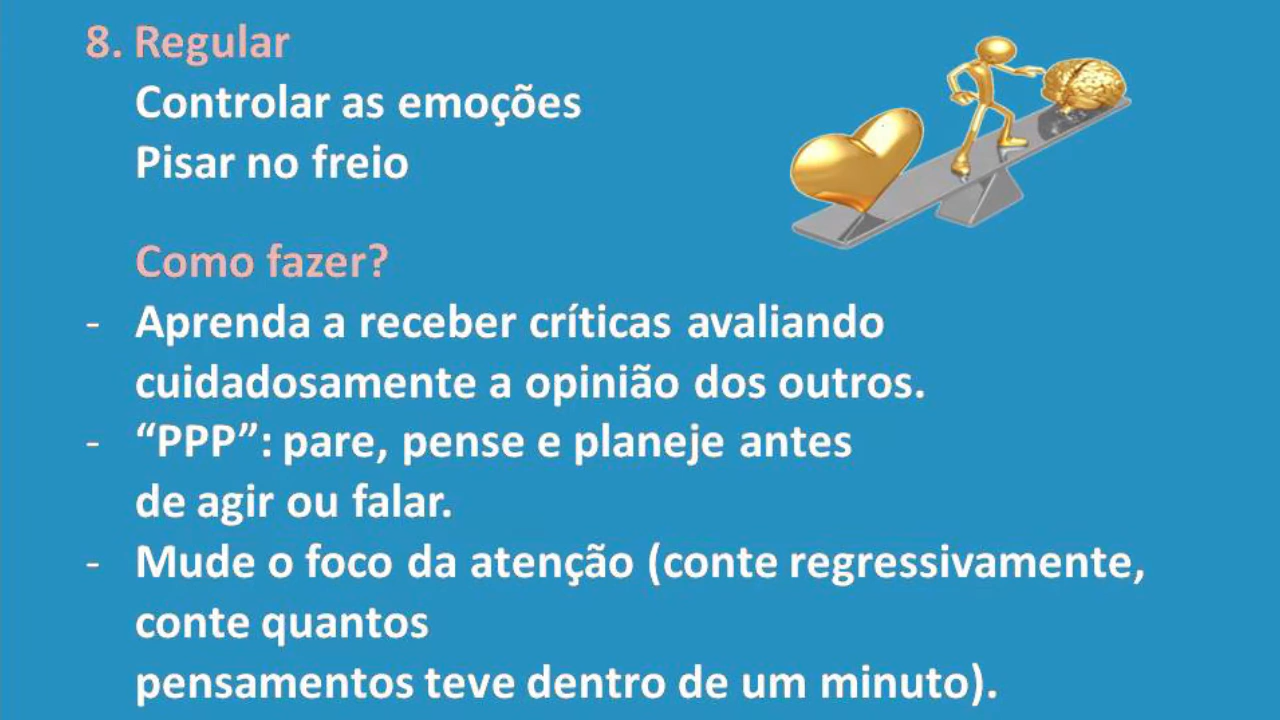 8. Regular
Controlar as emoções
Pisar no freio
Como fazer?
- Aprenda a receber críticas avaliando
cuidadosamente a opinião dos outros.
- “PPP”: pare, pense e planeje antes
de agir ou falar.
- Mude o foco da atenção (conte regressivamente,
conte quantos
pensamentos teve dentro de um minuto).